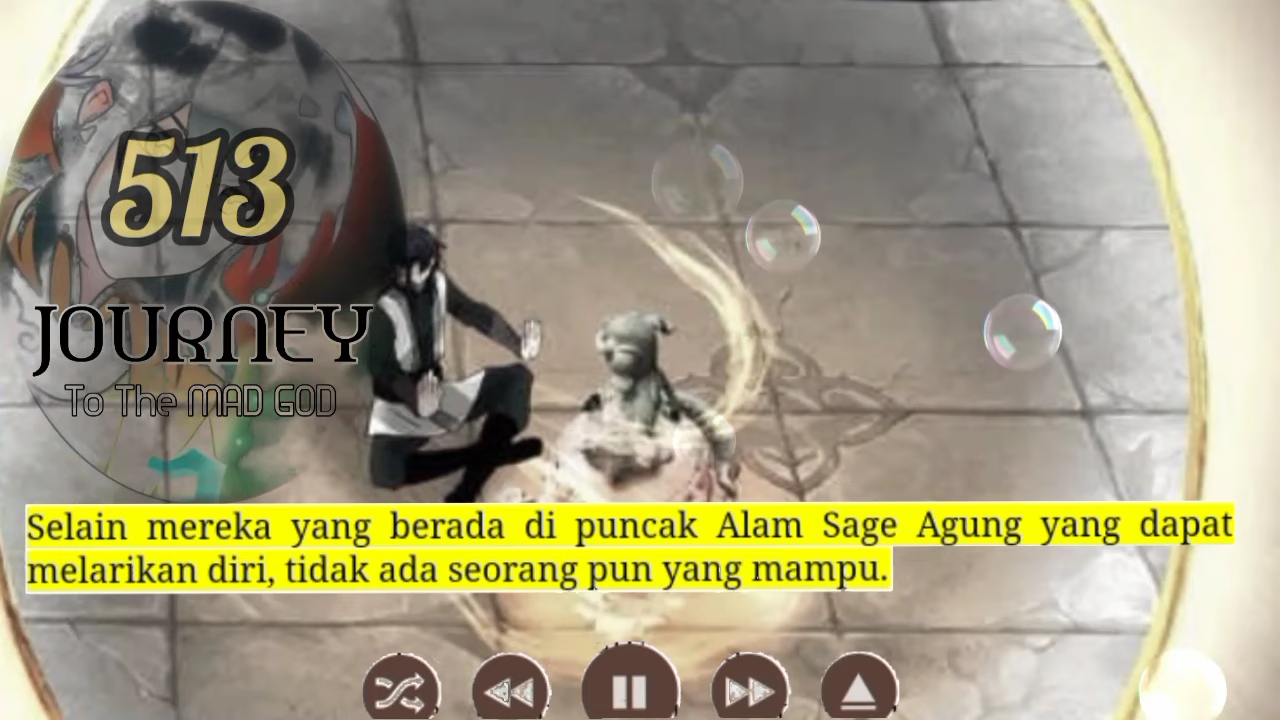 513
JOURNEY
To The MAD GOD
Selain mereka yang berada di puncak Alam Sage Agung yang dapat
melarikan diri, tidak ada seorang pun yang mampu.